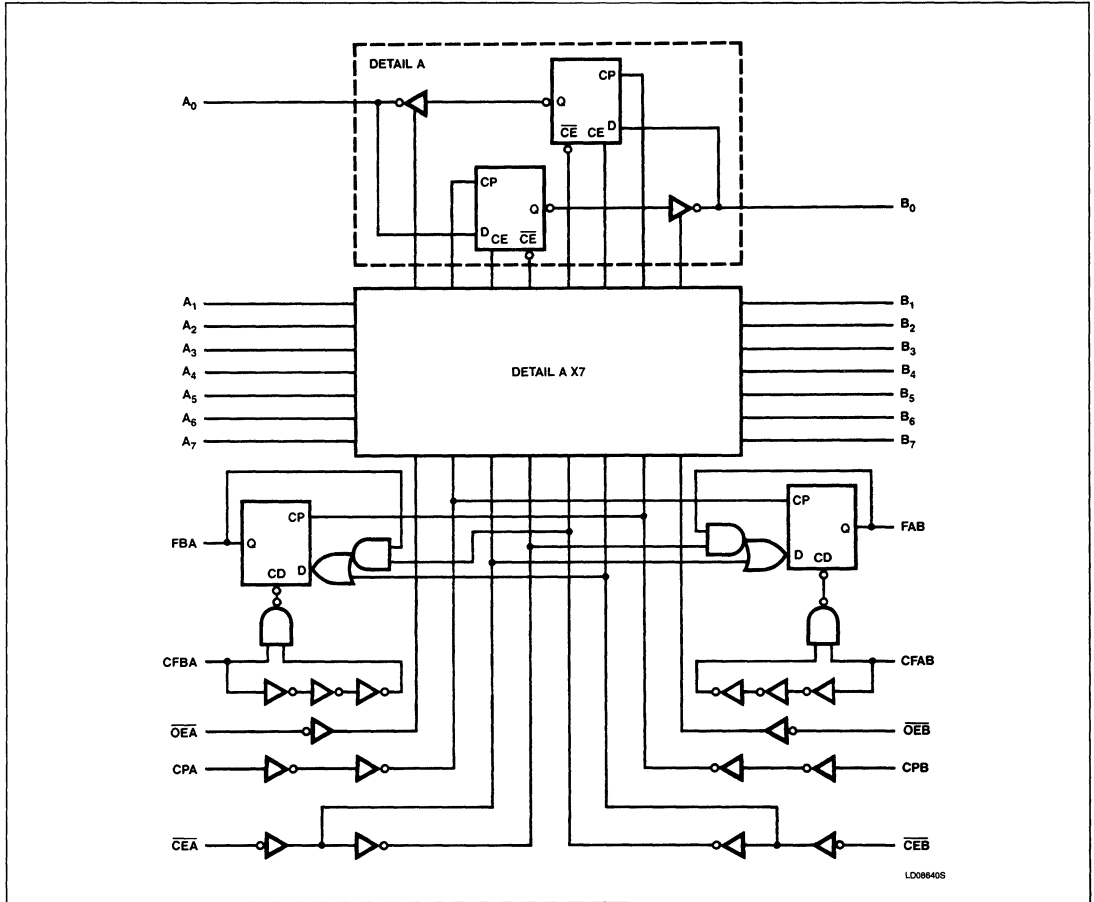 DETAIL A
CP
A₀
Q
CE CE D
CP
Q
B₀
D CE CE
A₁ B₁
A₂ B₂
A₃ B₃
A₄ DETAIL A X7 B₄
A₅ B₅
A₆ B₆
A₇ B₇
CP CP
FBA Q Q FAB
D D
CD CD
CFBA CFAB
OEA OEB
CPA CPB
CEA CEB
LD08640S